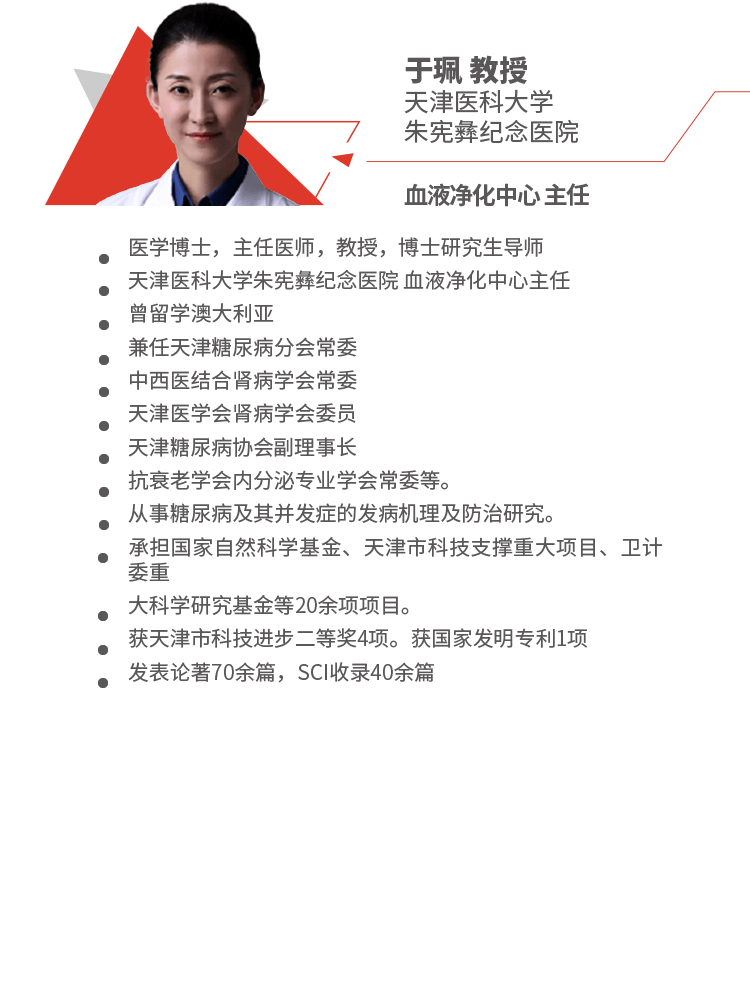 于珮 教授
天津医科大学
朱宪彝纪念医院
血液净化中心 主任
医学博士，主任医师，教授，博士研究生导师
天津医科大学朱宪彝纪念医院 血液净化中心主任
曾留学澳大利亚
兼任天津糖尿病分会常委
中西医结合肾病学会常委
天津医学会肾病学会委员
天津糖尿病协会副理事长
抗衰老学会内分泌专业学会常委等。
从事糖尿病及其并发症的发病机理及防治研究。
承担国家自然科学基金、天津市科技支撑重大项目、卫计
委重
大科学研究基金等20余项项目。
获天津市科技进步二等奖4项。获国家发明专利1项
发表论著70余篇，SCI收录40余篇